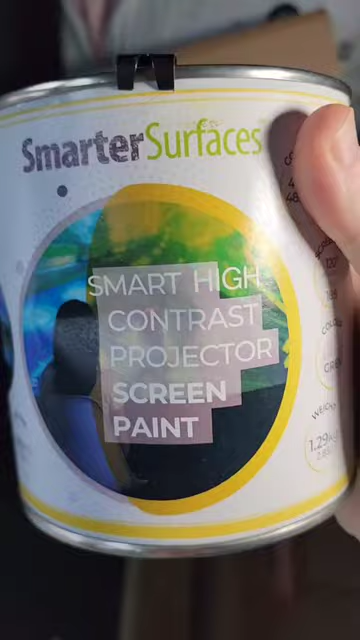 SmarterSurfaces
SMART HIGH
CONTRAST
PROJECTOR
SCREEN
PAINT